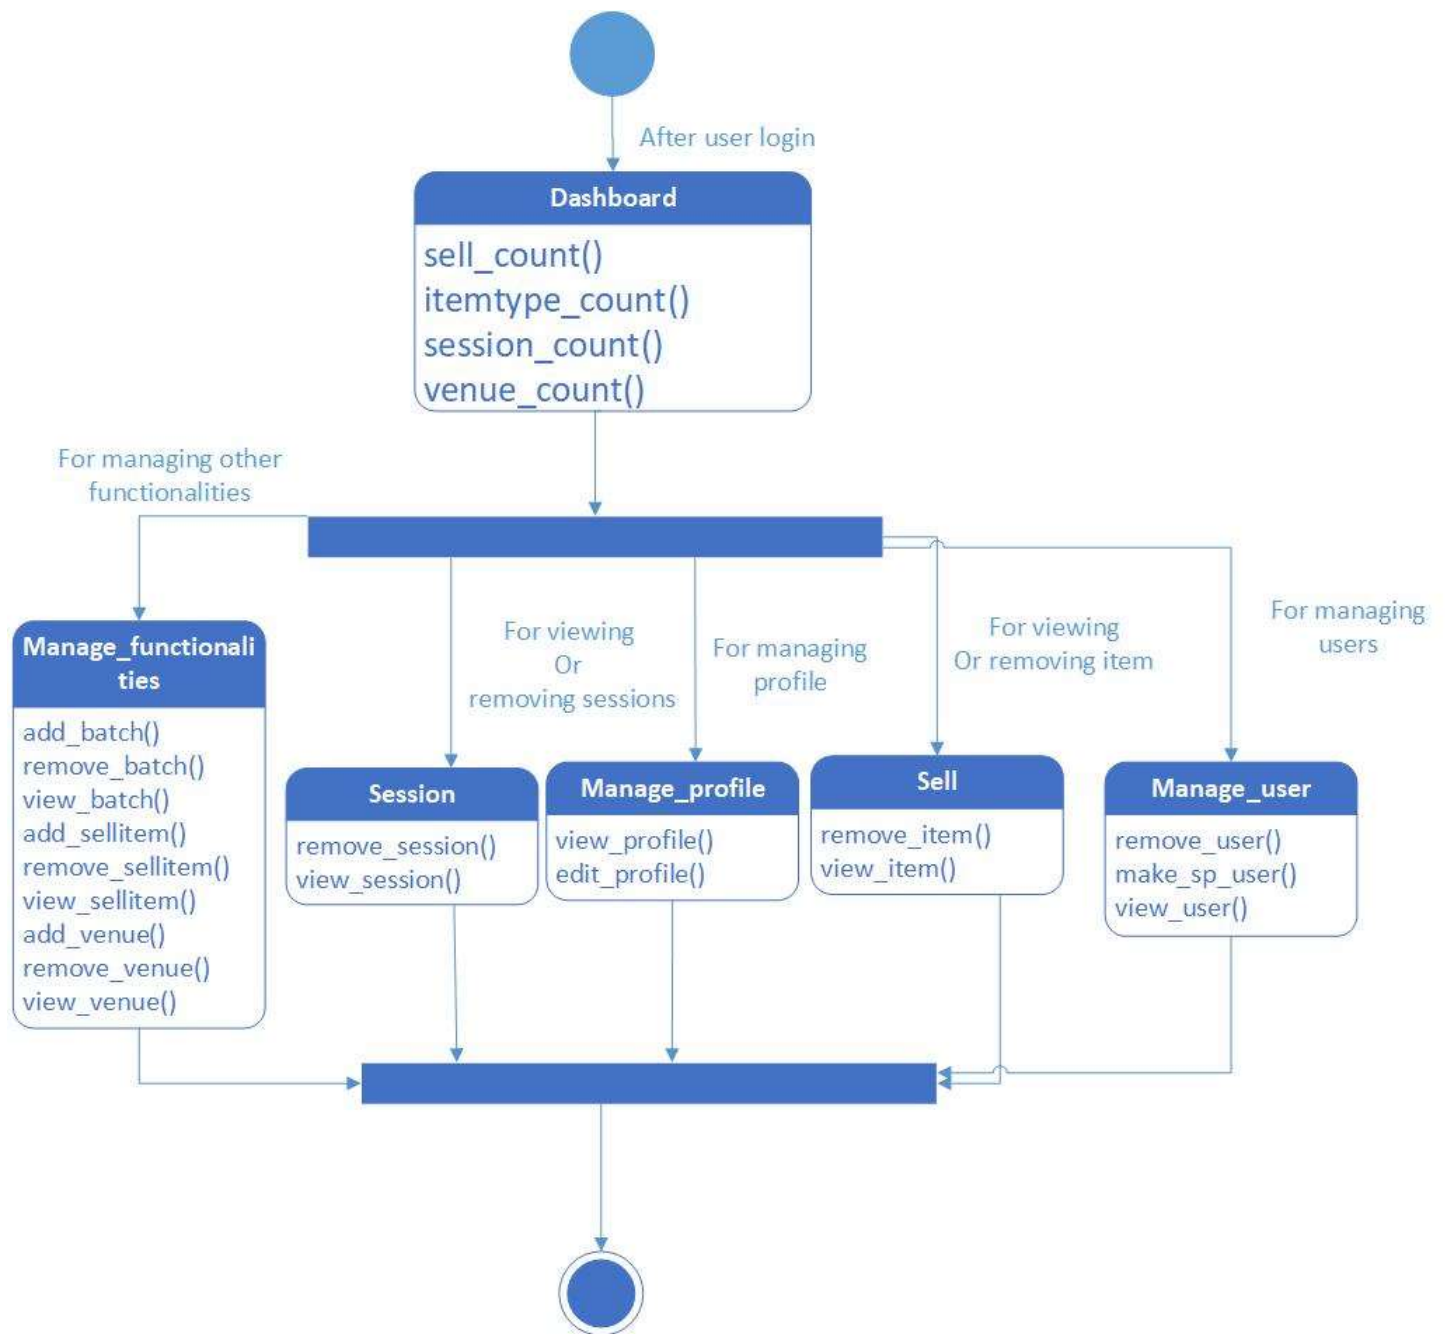 After user login
Dashboard
sell_count()
itemtype_count()
session_count()
venue_count()
For managing other
functionalities
Manage_functionali
ties
add_batch()
remove_batch()
view_batch()
add_sellitem()
remove_sellitem()
view_sellitem()
add_venue()
remove_venue()
view_venue()
For viewing
Or
removing sessions
Session
remove_session()
view_session()
For managing
profile
Manage_profile
view_profile()
edit_profile()
For viewing
Or removing item
Sell
remove_item()
view_item()
For managing
users
Manage_user
remove_user()
make_sp_user()
view_user()